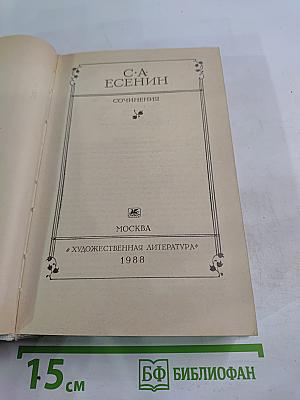 С·А
ЕСЕНИН
СОЧИНЕНИЯ
МОСКВА
«ХУДОЖЕСТВЕННАЯ ЛИТЕРАТУРА»
1988
15 см
БФ БИБЛИОФАН